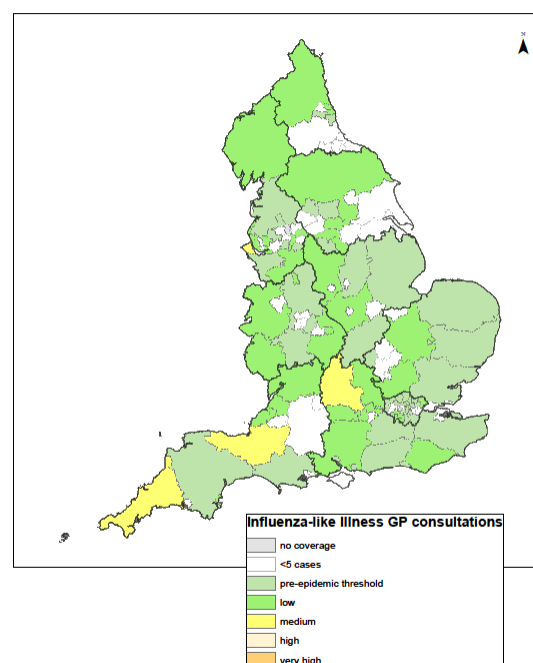 N
Influenza-like Illness GP consultations
no coverage
<5 cases
pre-epidemic threshold
low
medium
high
very high